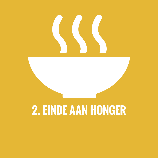 2. EINDE AAN HONGER